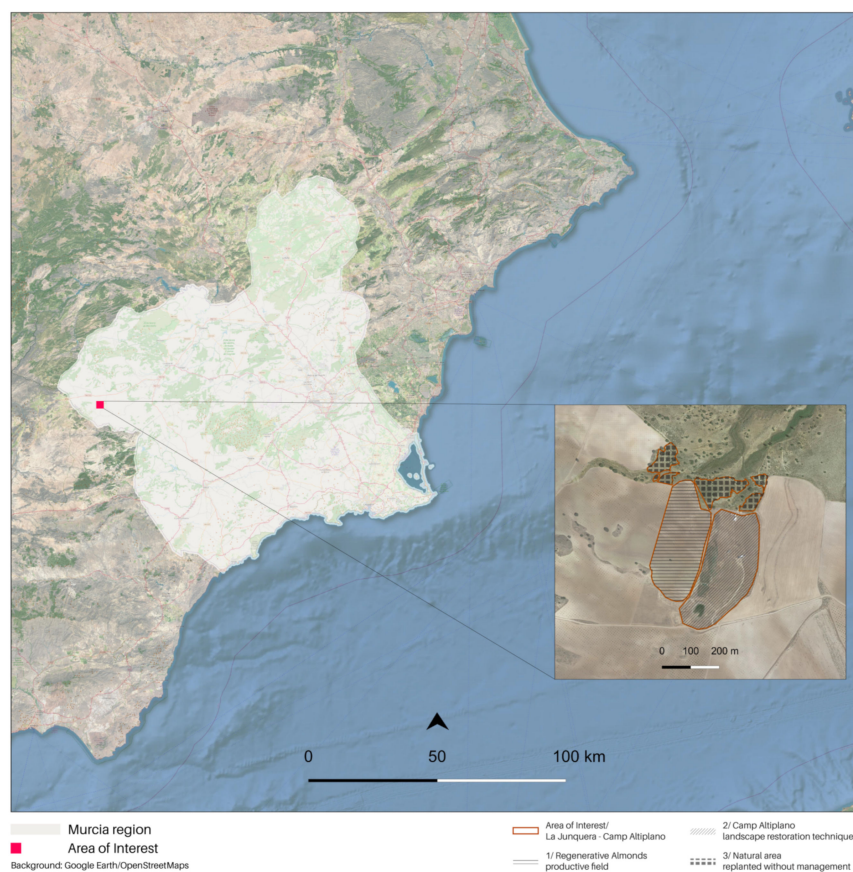 0 100 200 m
0 50 100 km
Murcia region
Area of Interest
Background: Google Earth/OpenStreetMaps
Area of Interest/
La Junquera - Camp Altiplano
1/ Regenerative Almonds
productive field
2/ Camp Altiplano
landscape restoration technique
3/ Natural area
replanted without management